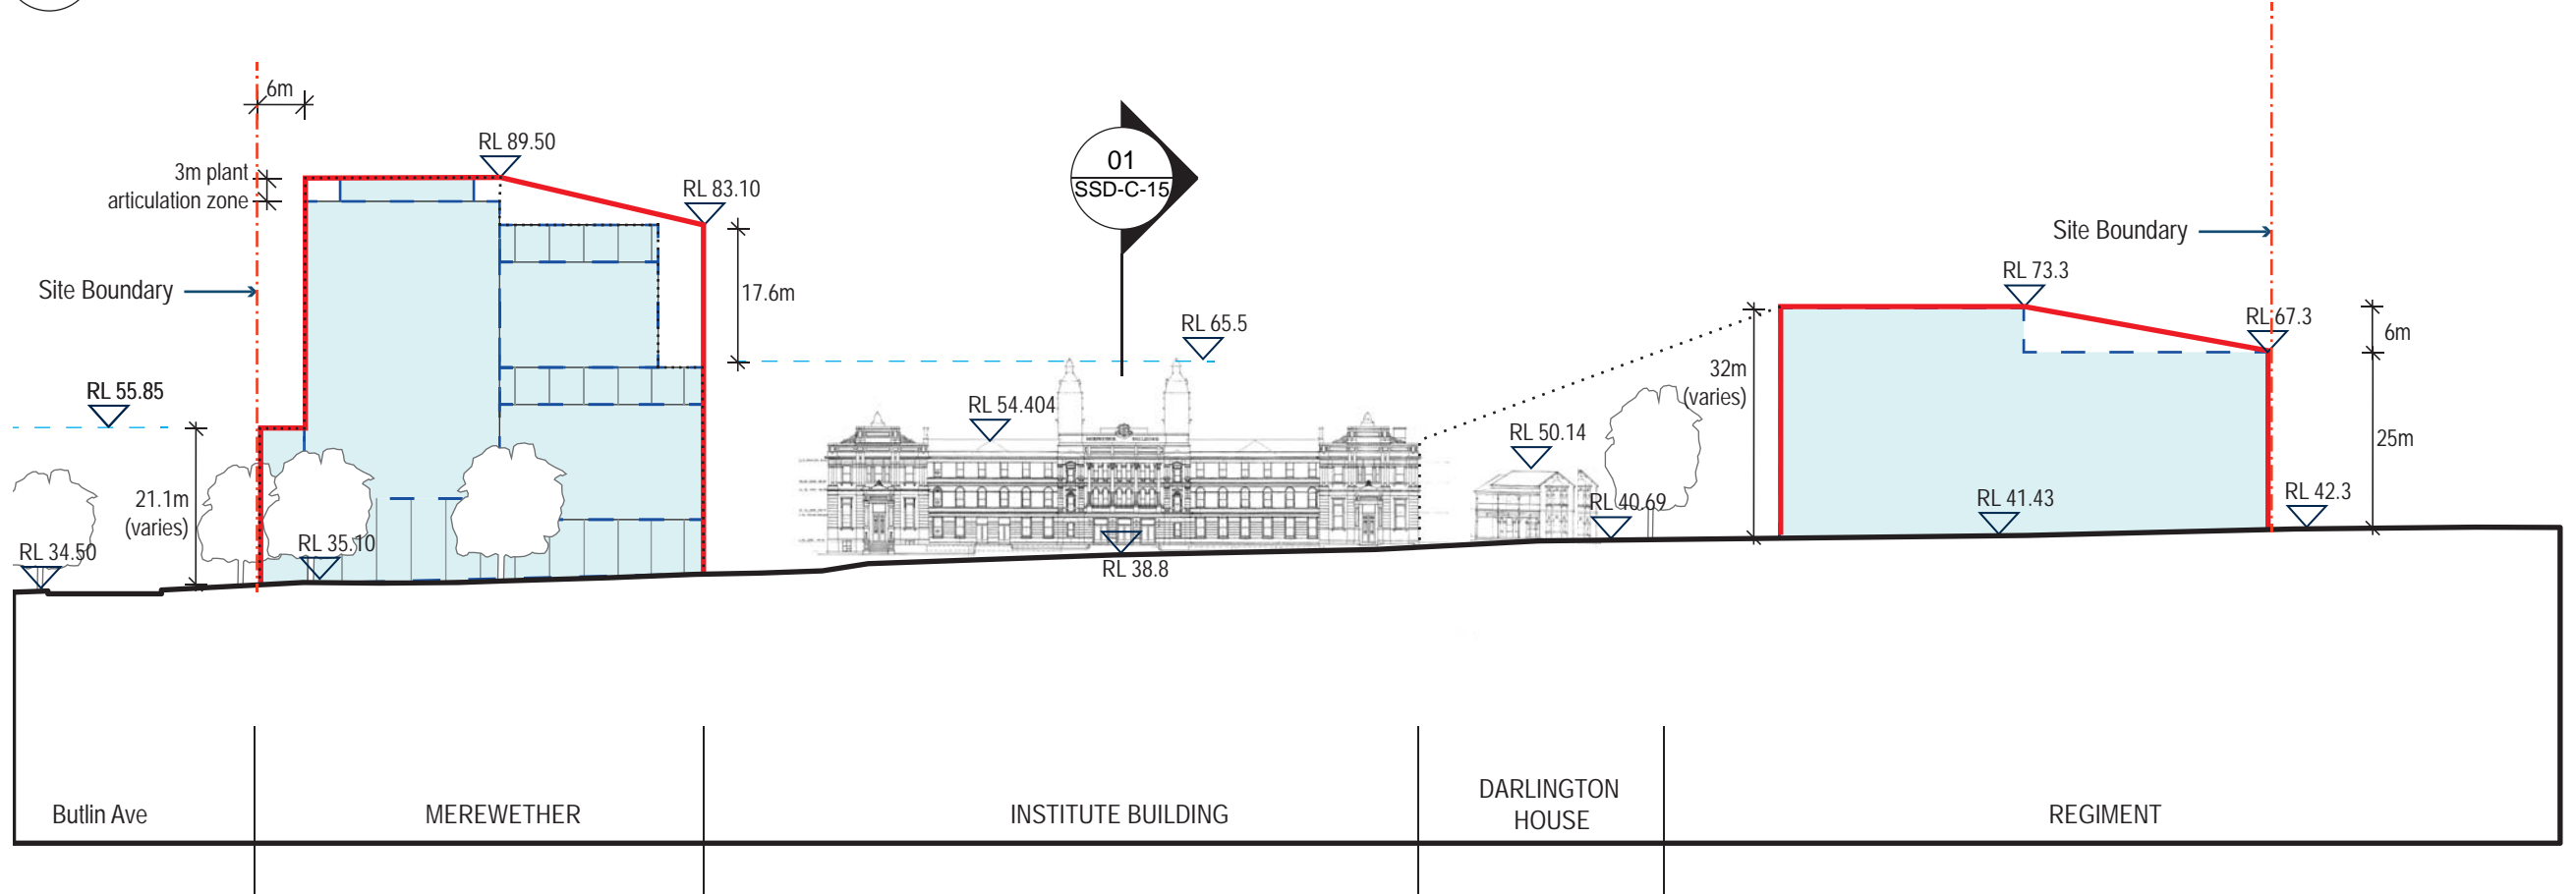 6m
RL 89.50
3m plant
articulation zone
RL 83.10
01
SSD-C-15
Site Boundary
17.6m
Site Boundary
RL 73.3
RL 65.5
RL 67.3
6m
32m
(varies)
RL 55.85
RL 54.404
RL 50.14
25m
21.1m
(varies)
RL 40.69
RL 41.43
RL 42.3
RL 34.50
RL 35.10
RL 38.8
Butlin Ave
MEREWETHER
INSTITUTE BUILDING
DARLINGTON
HOUSE
REGIMENT